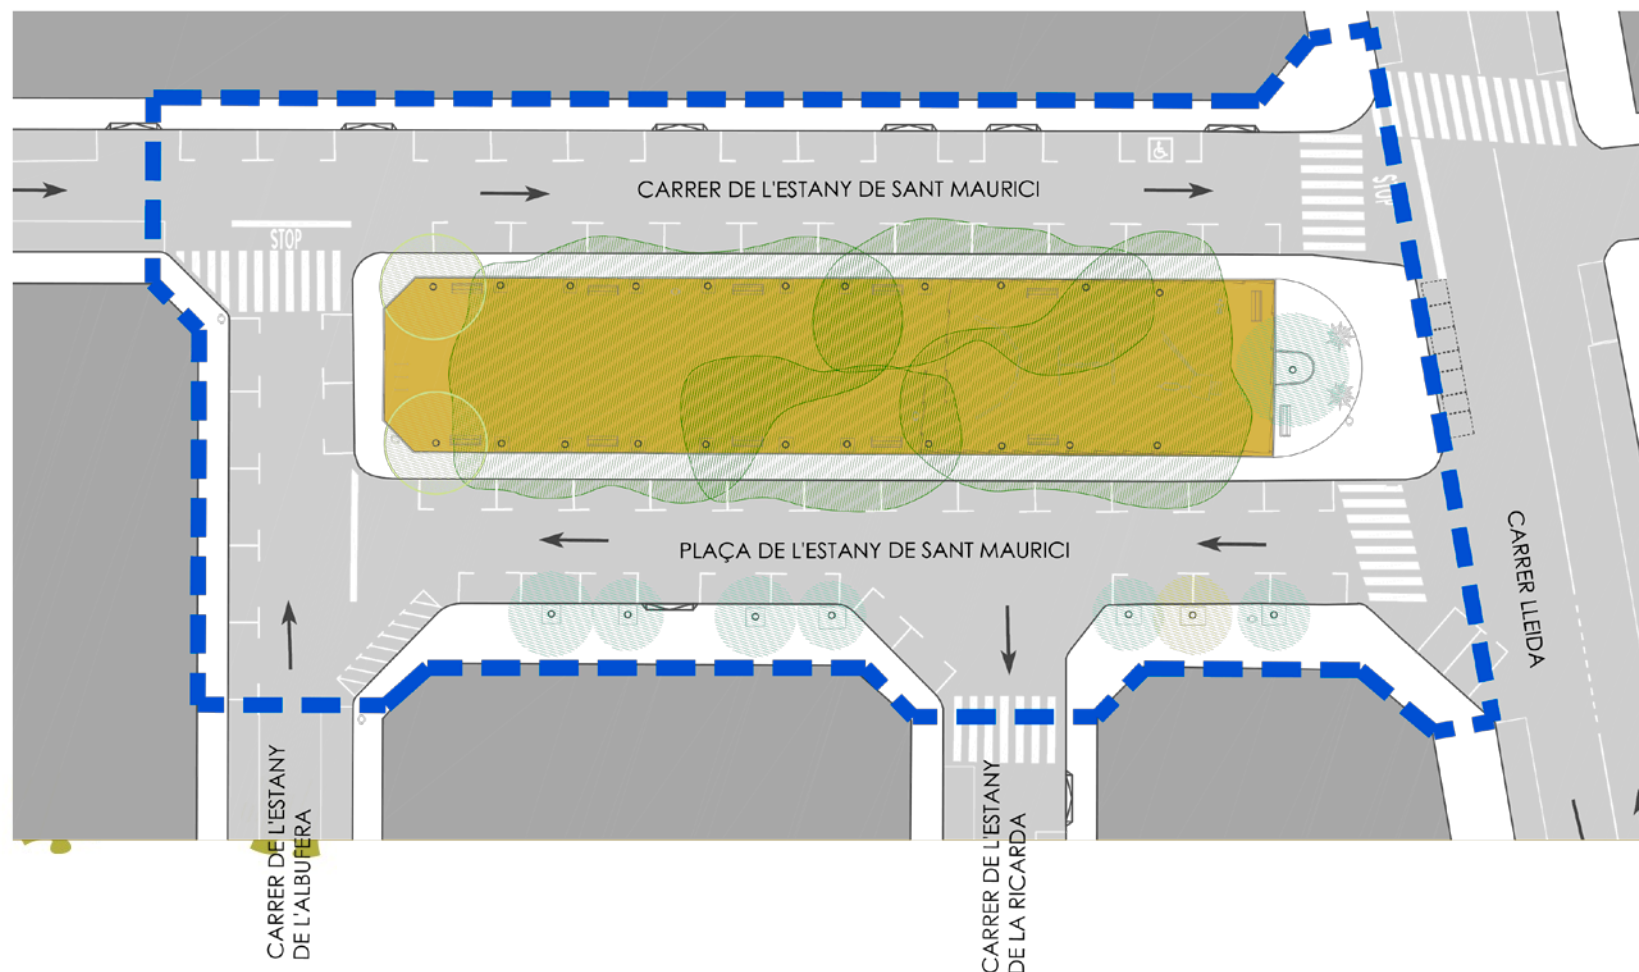 CARRER DE L'ESTANY DE SANT MAURICI
STOP
STOP
PLAÇA DE L'ESTANY DE SANT MAURICI
CARRER LLEIDA
CARRER DE L'ESTANY
DE L'ALBUFERA
CARRER DE L'ESTANY
DE LA RICARDA